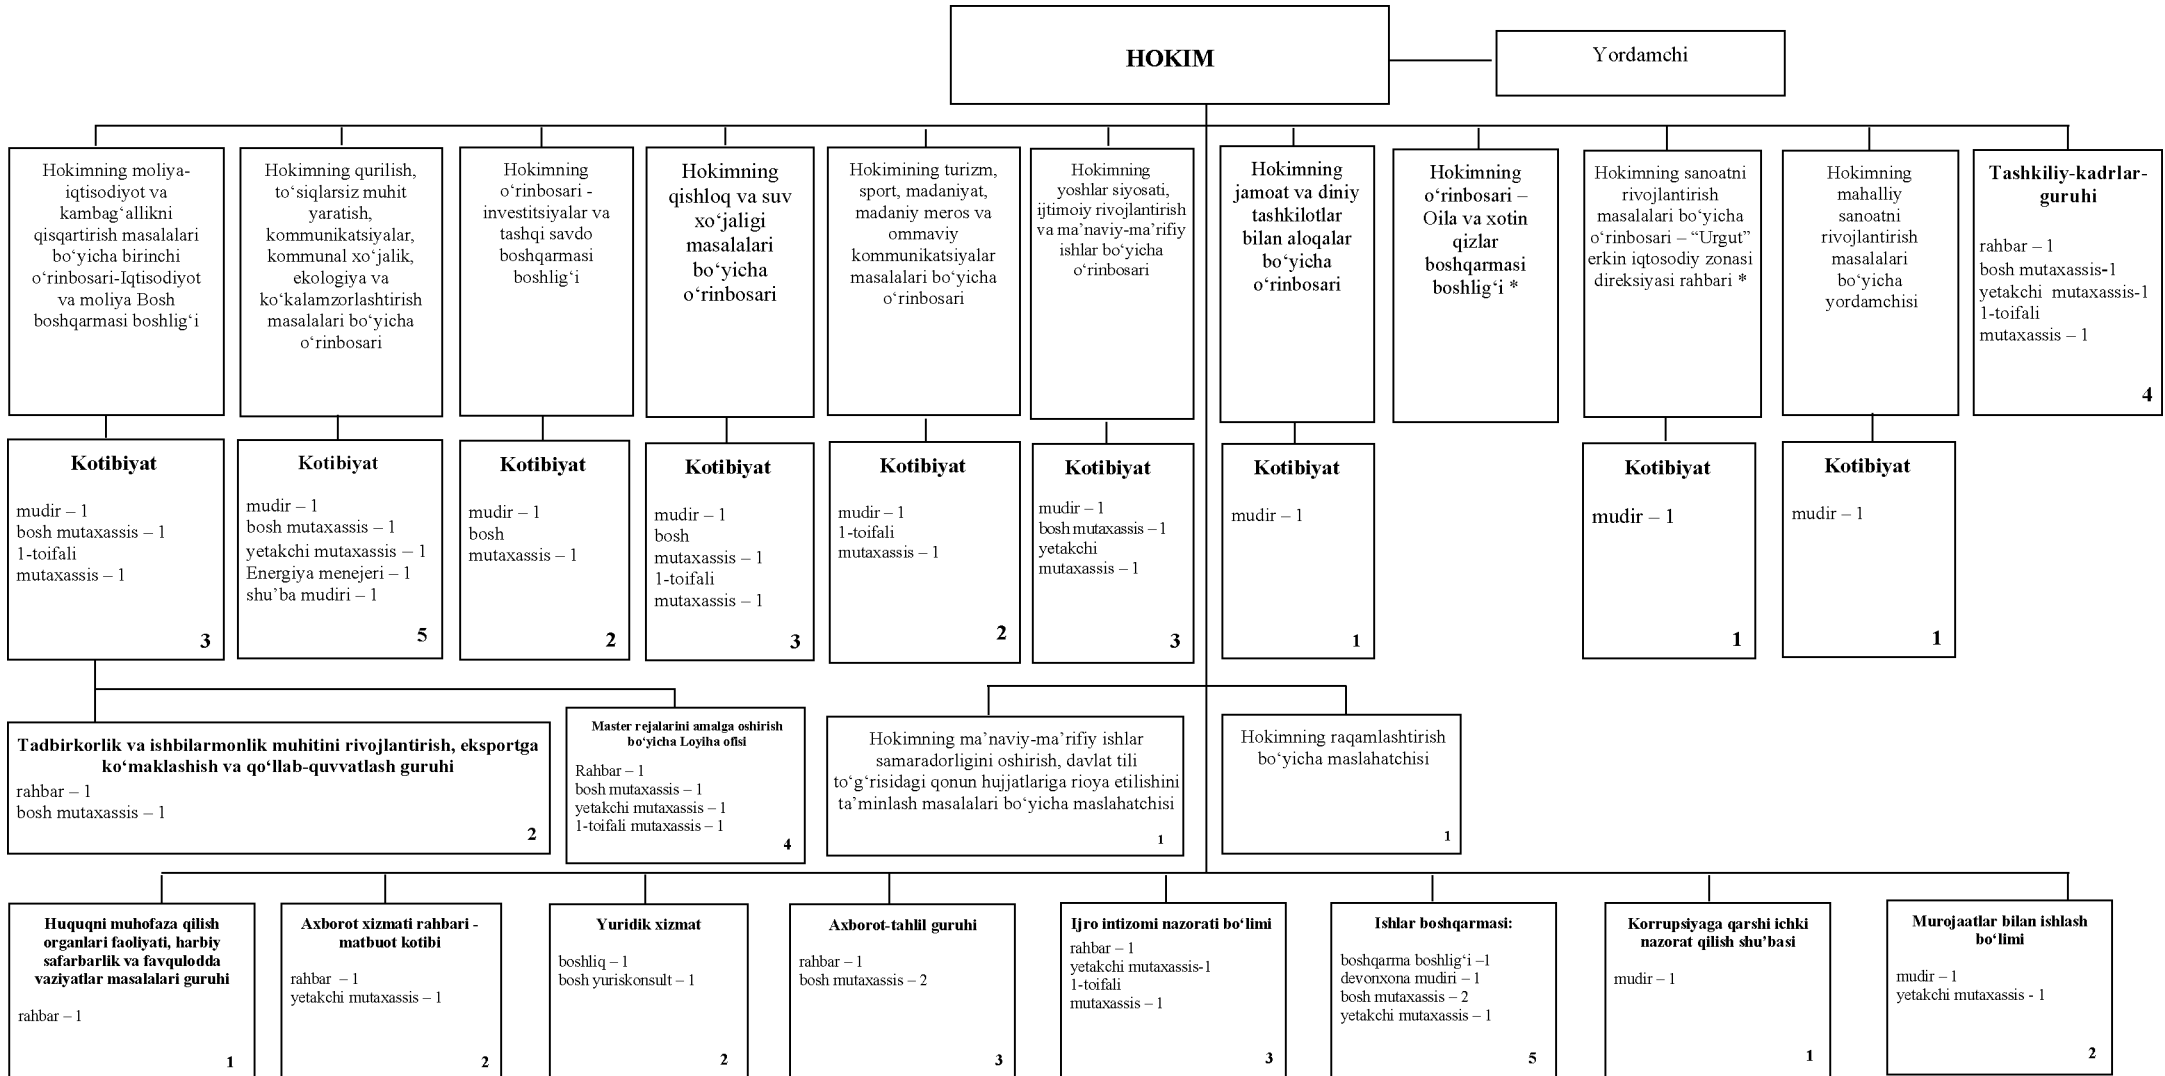 HOKIM
Yordamchi
Hokimning moliya-
iqtisodiyot va
kambag‘allikni
qisqartirish masalalari
bo‘yicha birinchi
o‘rinbosari-Iqtisodiyot
va moliya Bosh
boshqarmasi boshlig‘i
Hokimning qurilish,
to‘siqlarsiz muhit
yaratish,
kommunikatsiyalar,
kommunal xo‘jalik,
ekologiya va
ko‘kalamzorlashtirish
masalalari bo‘yicha
o‘rinbosari
Hokimning
o‘rinbosari -
investitsiyalar va
tashqi savdo
boshqarmasi
boshlig‘i
Hokimning
qishloq va suv
xo‘jaligi
masalalari
bo‘yicha
o‘rinbosari
Hokimining turizm,
sport, madaniyat,
madaniy meros va
ommaviy
kommunikatsiyalar
masalalari bo‘yicha
o‘rinbosari
Hokimning
yoshlar siyosati,
ijtimoiy rivojlantirish
va ma’naviy-ma’rifiy
ishlar bo‘yicha
o‘rinbosari
Hokimning
jamoat va diniy
tashkilotlar
bilan aloqalar
bo‘yicha
o‘rinbosari
Hokimning
o‘rinbosari –
Oila va xotin
qizlar
boshqarmasi
boshlig‘i *
Hokimning sanoatni
rivojlantirish
masalalari bo‘yicha
o‘rinbosari – “Urgut”
erkin iqtosodiy zonasi
direksiyasi rahbari *
Hokimning
mahalliy
sanoatni
rivojlantirish
masalalari
bo‘yicha
yordamchisi
Tashkiliy-kadrlar-
guruhi
rahbar – 1
bosh mutaxassis-1
yetakchi mutaxassis-1
1-toifali
mutaxassis – 1
4
Kotibiyat
mudir – 1
bosh mutaxassis – 1
1-toifali
mutaxassis – 1
3
Kotibiyat
mudir – 1
bosh mutaxassis – 1
yetakchi mutaxassis – 1
Energiya menejeri – 1
shu’ba mudiri – 1
5
Kotibiyat
mudir – 1
bosh
mutaxassis – 1
2
Kotibiyat
mudir – 1
bosh
mutaxassis – 1
1-toifali
mutaxassis – 1
3
Kotibiyat
mudir – 1
1-toifali
mutaxassis – 1
2
Kotibiyat
mudir – 1
bosh mutaxassis – 1
yetakchi
mutaxassis – 1
3
Kotibiyat
mudir – 1
1
Kotibiyat
mudir – 1
1
Kotibiyat
mudir – 1
1
Tadbirkorlik va ishbilarmonlik muhitini rivojlantirish, eksportga
ko‘maklashish va qo‘llab-quvvatlash guruhi
rahbar – 1
bosh mutaxassis – 1
2
Master rejalarini amalga oshirish
bo‘yicha Loyiha ofisi
Rahbar – 1
bosh mutaxassis – 1
yetakchi mutaxassis – 1
1-toifali mutaxassis – 1
4
Hokimning ma’naviy-ma’rifiy ishlar
samaradorligini oshirish, davlat tili
to‘g‘risidagi qonun hujjatlariga rioya etilishini
ta’minlash masalalari bo‘yicha maslahatchisi
1
Hokimning raqamlashtirish
bo‘yicha maslahatchisi
1
Huquqni muhofaza qilish
organlari faoliyati, harbiy
safarbarlik va favqulodda
vaziyatlar masalalari guruhi
rahbar – 1
1
Axborot xizmati rahbari -
matbuot kotibi
rahbar – 1
yetakchi mutaxassis – 1
2
Yuridik xizmat
boshliq – 1
bosh yuriskonsult – 1
2
Axborot-tahlil guruhi
rahbar – 1
bosh mutaxassis – 2
3
Ijro intizomi nazorati bo‘limi
rahbar – 1
yetakchi mutaxassis-1
1-toifali
mutaxassis – 1
3
Ishlar boshqarmasi:
boshqarma boshlig‘i –1
devonxona mudiri – 1
bosh mutaxassis – 2
yetakchi mutaxassis – 1
5
Korrupsiyaga qarshi ichki
nazorat qilish shu’basi
mudir – 1
1
Murojaatlar bilan ishlash
bo‘limi
mudir – 1
yetakchi mutaxassis - 1
2